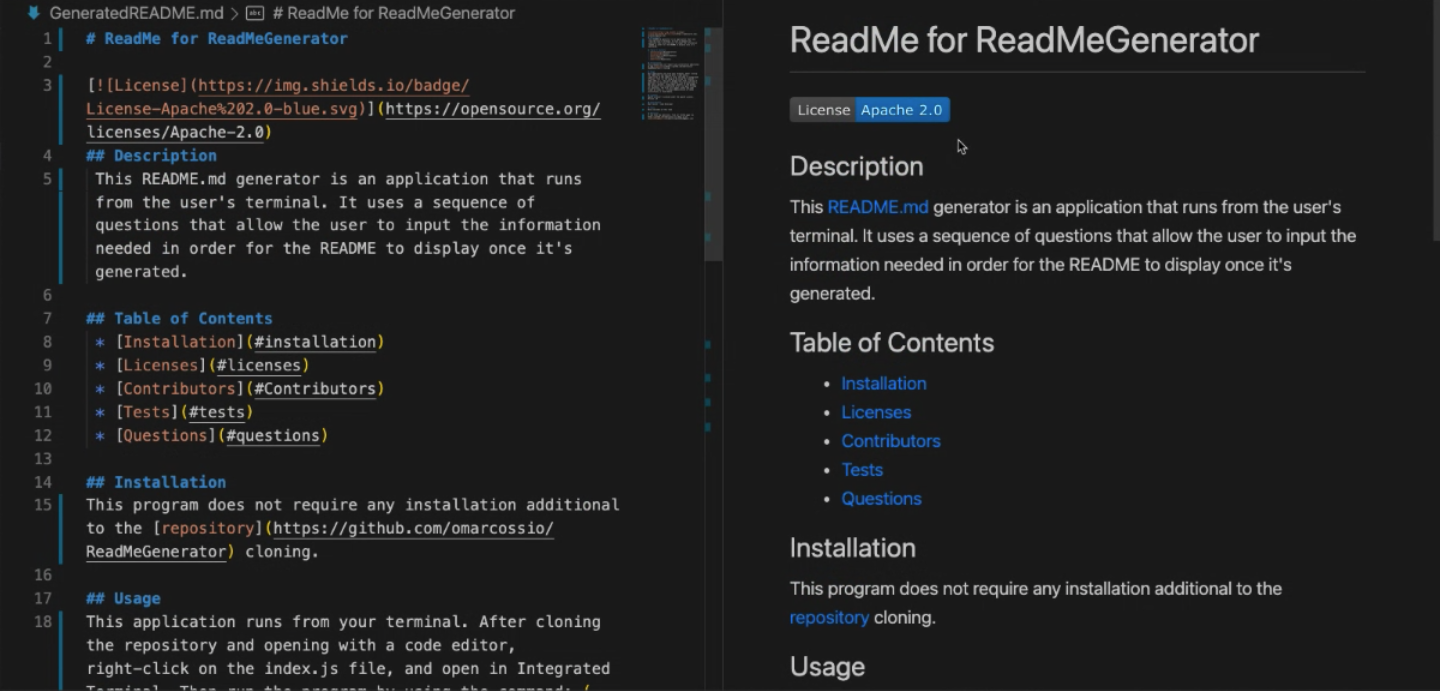 GeneratedREADME.md > # ReadMe for ReadMeGenerator
1 # ReadMe for ReadMeGenerator
2
3 [![License](https://img.shields.io/badge/
License-Apache%202.0-blue.svg)](https://opensource.org/
licenses/Apache-2.0)
4 ## Description
5 This README.md generator is an application that runs
from the user's terminal. It uses a sequence of
questions that allow the user to input the information
needed in order for the README to display once it's
generated.
6
7 ## Table of Contents
8 * [Installation](#installation)
9 * [Licenses](#licenses)
10 * [Contributors](#Contributors)
11 * [Tests](#tests)
12 * [Questions](#questions)
13
14 ## Installation
15 This program does not require any installation additional
to the [repository](https://github.com/omarcossio/
ReadMeGenerator) cloning.
16
17 ## Usage
18 This application runs from your terminal. After cloning
the repository and opening with a code editor,
right-click on the index.js file, and open in Integrated
Terminal. Then run the program by using the command: (
ReadMe for ReadMeGenerator
License Apache 2.0
Description
This README.md generator is an application that runs from the user's
terminal. It uses a sequence of questions that allow the user to input the
information needed in order for the README to display once it's
generated.
Table of Contents
• Installation
• Licenses
• Contributors
• Tests
• Questions
Installation
This program does not require any installation additional to the
repository cloning.
Usage